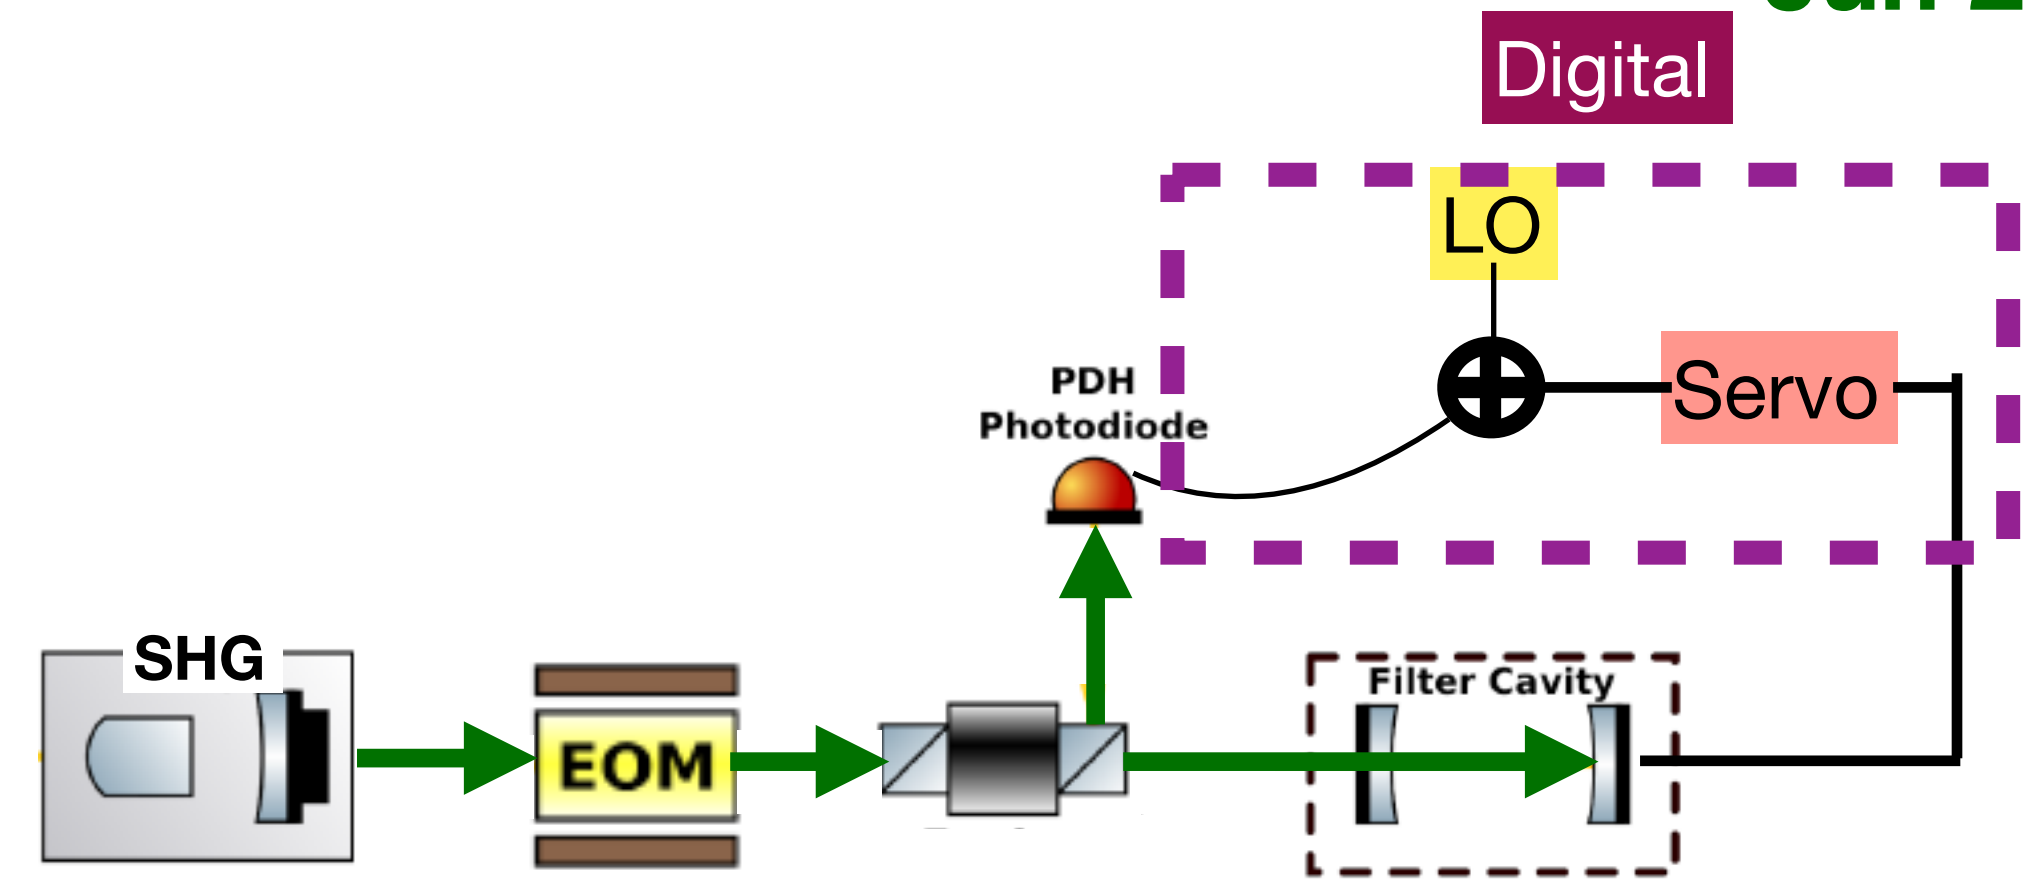 Digital
LO
Servo
PDH
Photodiode
SHG
EOM
Filter Cavity